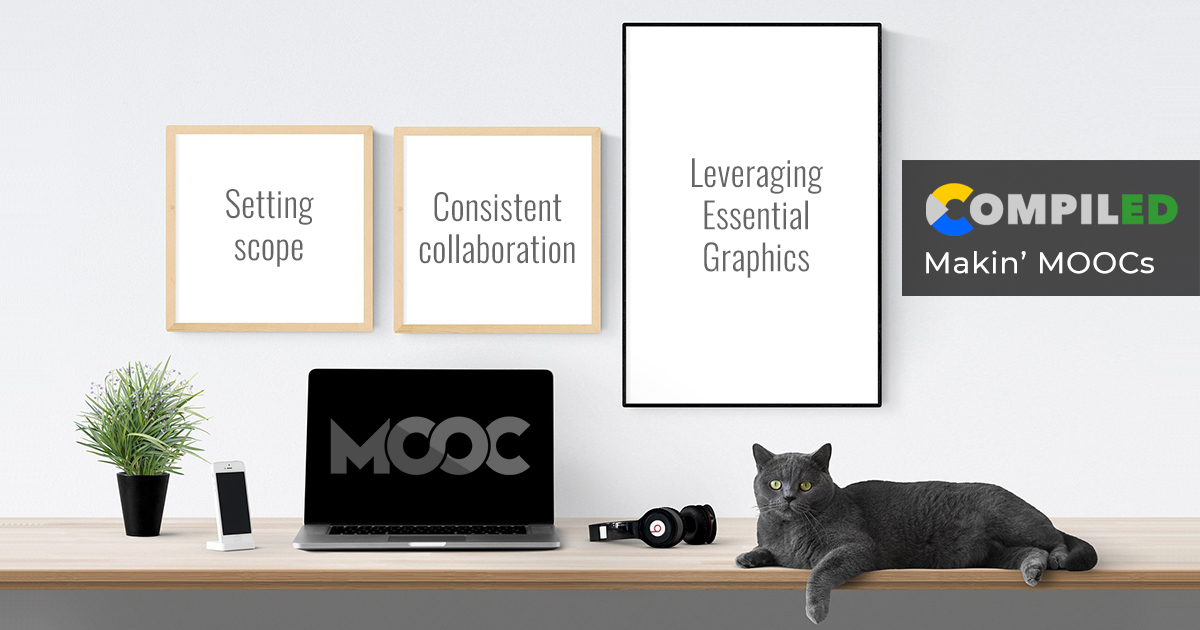 Setting
scope
Consistent
collaboration
Leveraging
Essential
Graphics
COMPILED
Makin’ MOOCs
MOOC